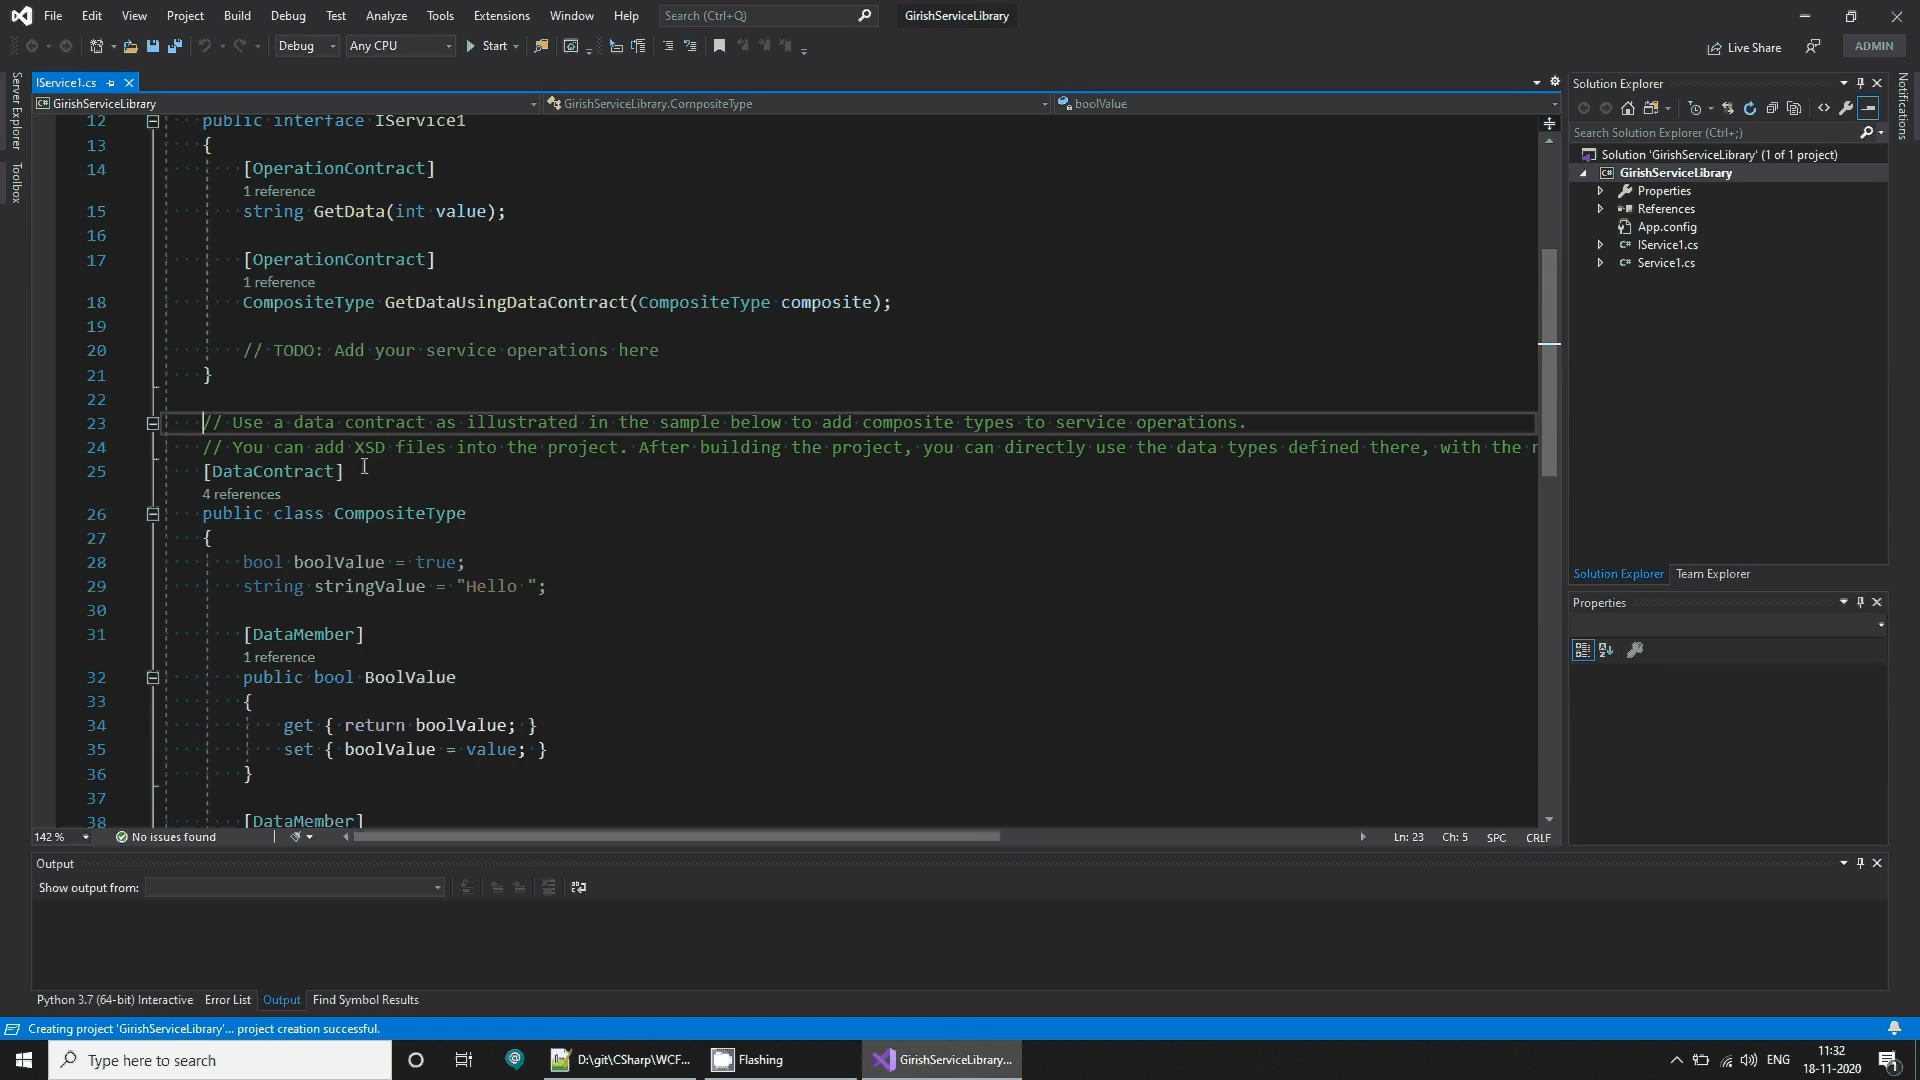 File Edit View Project Build Debug Test Analyze Tools Extensions Window Help Search (Ctrl+Q) GirishServiceLibrary
Debug Any CPU Start Live Share ADMIN
Server Explorer
Toolbox
IService1.cs
GirishServiceLibrary GirishServiceLibrary.CompositeType boolValue
12 public interface IService1
13 {
14 [OperationContract]
1 reference
15 string GetData(int value);
16
17 [OperationContract]
1 reference
18 CompositeType GetDataUsingDataContract(CompositeType composite);
19
20 // TODO: Add your service operations here
21 }
22
23 // Use a data contract as illustrated in the sample below to add composite types to service operations.
24 // You can add XSD files into the project. After building the project, you can directly use the data types defined there, with the
25 [DataContract]
4 references
26 public class CompositeType
27 {
28 bool boolValue = true;
29 string stringValue = "Hello ";
30
31 [DataMember]
1 reference
32 public bool BoolValue
33 {
34 get { return boolValue; }
35 set { boolValue = value; }
36 }
37
38 [DataMember]
142 % No issues found Ln: 23 Ch: 5 SPC CRLF
Solution Explorer
Search Solution Explorer (Ctrl+;)
Solution 'GirishServiceLibrary' (1 of 1 project)
C# GirishServiceLibrary
Properties
References
App.config
C# IService1.cs
C# Service1.cs
Solution Explorer Team Explorer
Properties
Notifications
Output
Show output from:
Python 3.7 (64-bit) Interactive Error List Output Find Symbol Results
Creating project 'GirishServiceLibrary'... project creation successful.
Type here to search D:\git\CSharp\WCF... Flashing GirishServiceLibrary... ENG
11:32
18-11-2020
1